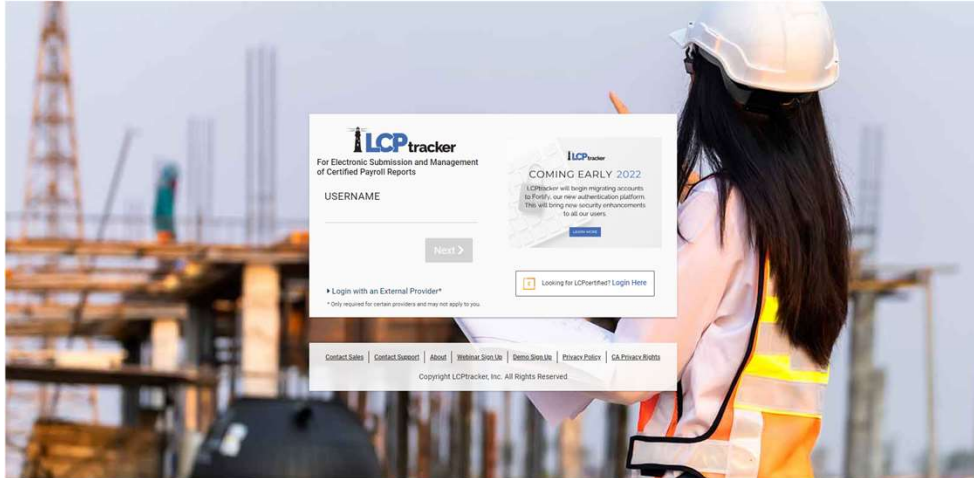 LCPtracker
For Electronic Submission and Management
of Certified Payroll Reports
USERNAME
Next
Login with an External Provider*
* Only required for certain providers and may not apply to you.
LCPtracker
COMING EARLY 2022
LCPtracker will begin migrating accounts
to Fortify, our new authentication platform.
This will bring new security enhancements
to all our users.
LEARN MORE
Looking for LCPcertified? Login Here
Contact Sales | Contact Support | About | Webinar Sign Up | Demo Sign Up | Privacy Policy | CA Privacy Rights
Copyright LCPtracker, Inc. All Rights Reserved